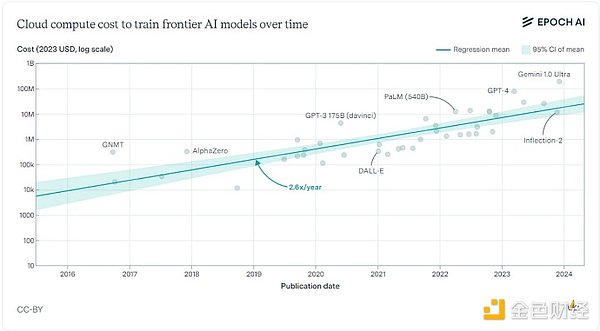 Cloud compute cost to train frontier AI models over time
EPOCH AI
Cost (2023 USD, log scale)
Regression mean
95% CI of mean
1B
100M
10M
1M
100k
10k
1000
100
10
Gemini 1.0 Ultra
GPT-4
PaLM (540B)
GPT-3 175B (davinci)
GNMT
AlphaZero
Inflection-2
DALL-E
2.6x/year
2016 2017 2018 2019 2020 2021 2022 2023 2024
Publication date
CC-BY
金色财经